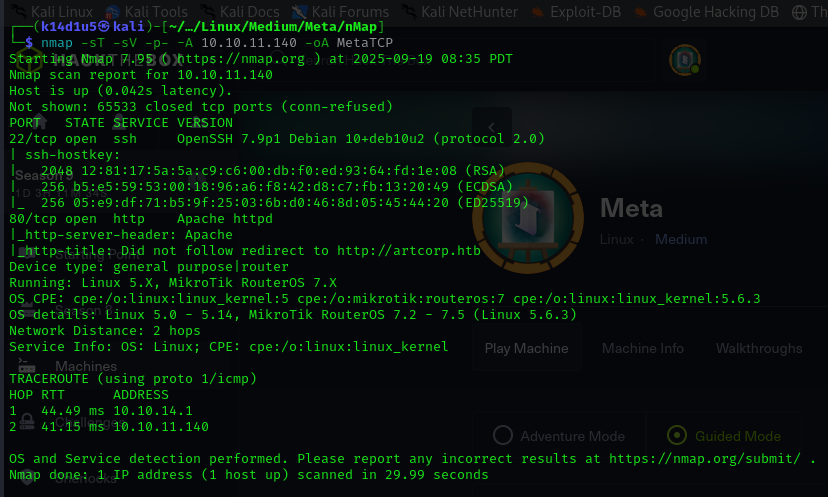 Kali Linux Kali Tools Kali Docs Kali Forums Kali NetHunter Exploit-DB Google Hacking DB Th
┌──(k14d1u5㉿kali)-[~/…/Linux/Medium/Meta/nMap]
└─$ nmap -sT -sV -p- -A 10.10.11.140 -oA MetaTCP
Starting Nmap 7.95 ( https://nmap.org ) at 2025-09-19 08:35 PDT
HACKTHEBOX
Nmap scan report for 10.10.11.140
Host is up (0.042s latency).
Not shown: 65533 closed tcp ports (conn-refused)
PORT   STATE SERVICE VERSION
22/tcp open  ssh     OpenSSH 7.9p1 Debian 10+deb10u2 (protocol 2.0)
| ssh-hostkey:
|   2048 12:81:17:5a:5a:c9:c6:00:db:f0:ed:93:64:fd:1e:08 (RSA)
|   256 b5:e5:59:53:00:18:96:a6:f8:42:d8:c7:fb:13:20:49 (ECDSA)
|_  256 05:e9:df:71:b5:9f:25:03:6b:d0:46:8d:05:45:44:20 (ED25519)
80/tcp open  http    Apache httpd
|_http-server-header: Apache
|_http-title: Did not follow redirect to http://artcorp.htb
Device type: general purpose|router
Running: Linux 5.X, MikroTik RouterOS 7.X
OS CPE: cpe:/o:linux:linux_kernel:5 cpe:/o:mikrotik:routeros:7 cpe:/o:linux:linux_kernel:5.6.3
OS details: Linux 5.0 - 5.14, MikroTik RouterOS 7.2 - 7.5 (Linux 5.6.3)
Network Distance: 2 hops
Service Info: OS: Linux; CPE: cpe:/o:linux:linux_kernel
Meta
Linux · Medium
Play Machine Machine Info Walkthroughs
Machines
TRACEROUTE (using proto 1/icmp)
HOP RTT      ADDRESS
1   44.49 ms 10.10.14.1
2   41.15 ms 10.10.11.140
Adventure Mode Guided Mode
OS and Service detection performed. Please report any incorrect results at https://nmap.org/submit/ .
Nmap done: 1 IP address (1 host up) scanned in 29.99 seconds